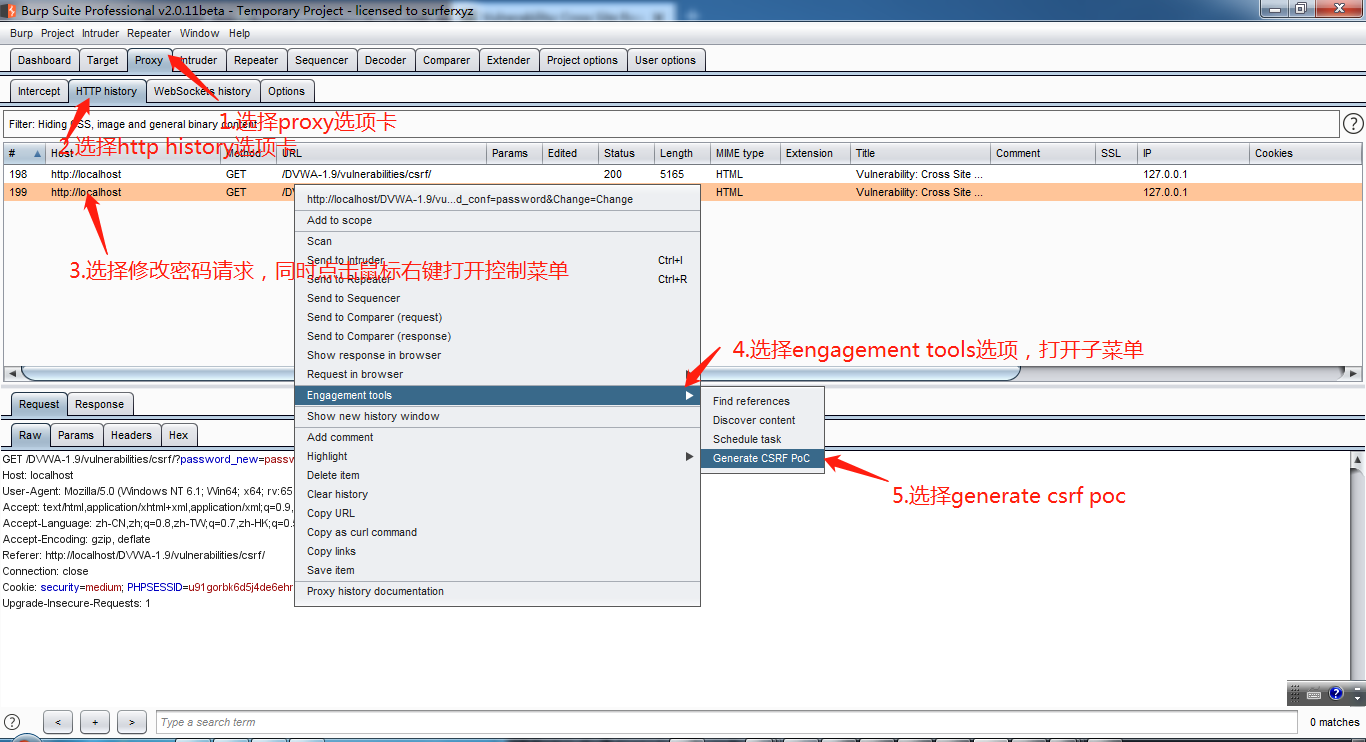 Burp Suite Professional v2.0.11beta - Temporary Project - licensed to surferxyz
Burp Project Intruder Repeater Window Help
Dashboard Target Proxy Intruder Repeater Sequencer Decoder Comparer Extender Project options User options
Intercept HTTP history WebSockets history Options
1.选择proxy选项卡
Filter: Hiding CSS, image and general binary content
2.选择http history选项卡
# Host Method URL Params Edited Status Length MIME type Extension Title Comment SSL IP Cookies
198 http://localhost GET /DVWA-1.9/vulnerabilities/csrf/ 200 5165 HTML Vulnerability: Cross Site ... 127.0.0.1
199 http://localhost GET /DV HTML Vulnerability: Cross Site ... 127.0.0.1
3.选择修改密码请求，同时点击鼠标右键打开控制菜单
http://localhost/DVWA-1.9/vu...d_conf=password&Change=Change
Add to scope
Scan
Send to Intruder Ctrl+I
Send to Repeater Ctrl+R
Send to Sequencer
Send to Comparer (request)
Send to Comparer (response)
Show response in browser
Request in browser
Engagement tools
Show new history window
Add comment
Highlight
Delete item
Clear history
Copy URL
Copy as curl command
Copy links
Save item
Proxy history documentation
4.选择engagement tools选项，打开子菜单
Find references
Discover content
Schedule task
Generate CSRF PoC
5.选择generate csrf poc
Request Response
Raw Params Headers Hex
GET /DVWA-1.9/vulnerabilities/csrf/?password_new=passw
Host: localhost
User-Agent: Mozilla/5.0 (Windows NT 6.1; Win64; x64; rv:65
Accept: text/html,application/xhtml+xml,application/xml;q=0.9,
Accept-Language: zh-CN,zh;q=0.8,zh-TW;q=0.7,zh-HK;q=0.
Accept-Encoding: gzip, deflate
Referer: http://localhost/DVWA-1.9/vulnerabilities/csrf/
Connection: close
Cookie: security=medium; PHPSESSID=u91gorbk6d5j4de6ehr
Upgrade-Insecure-Requests: 1
? < + > Type a search term 0 matches